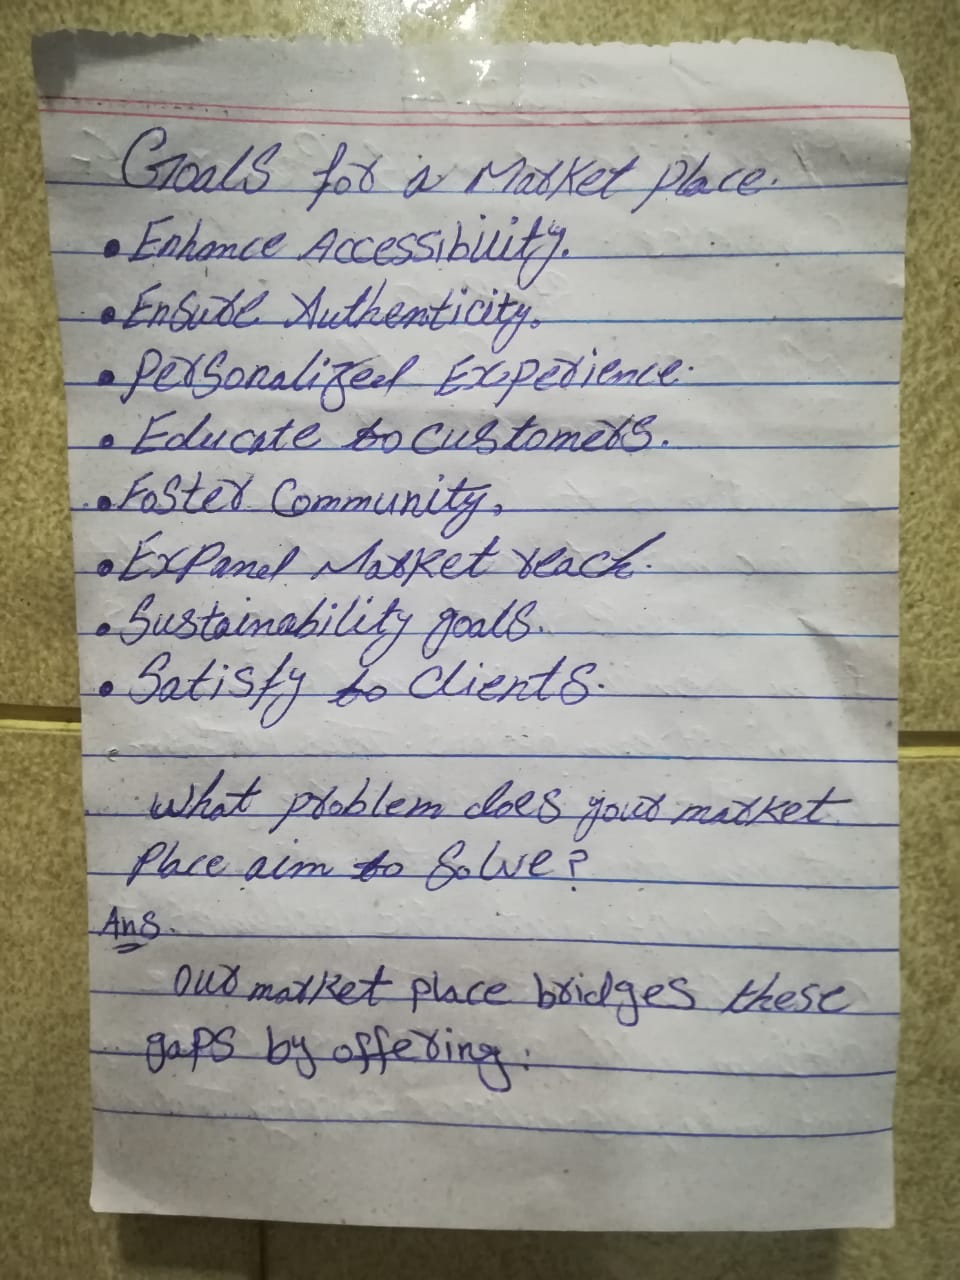 Goals for a Market place.
• Enhance Accessibility.
• Ensure Authenticity.
• Personalized Experience.
• Educate to customers.
• Foster Community,
• Expand Market reach.
• Sustainability goals.
• Satisfy to Clients.
What problem does your market
Place aim to Solve?
Ans.
Our market place bridges these
gaps by offering: